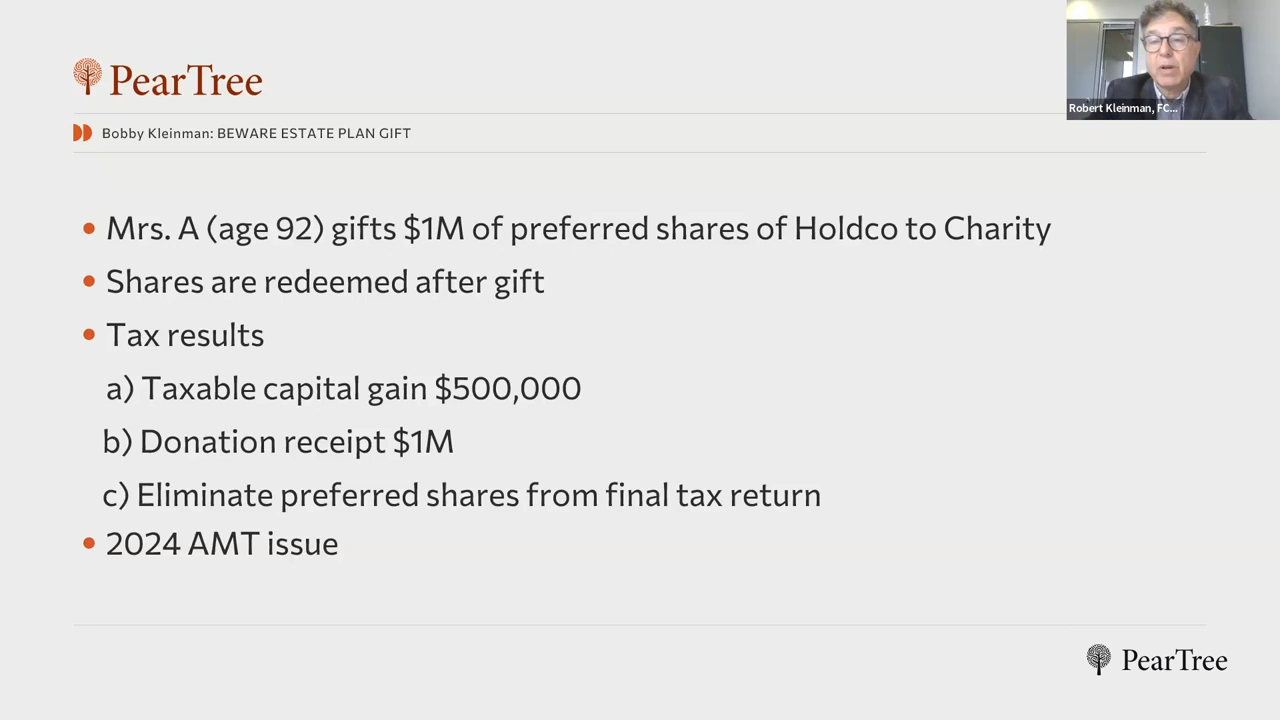 PearTree
Bobby Kleinman: BEWARE ESTATE PLAN GIFT
Robert Kleinman, FC...
• Mrs. A (age 92) gifts $1M of preferred shares of Holdco to Charity
• Shares are redeemed after gift
• Tax results
a) Taxable capital gain $500,000
b) Donation receipt $1M
c) Eliminate preferred shares from final tax return
• 2024 AMT issue
PearTree